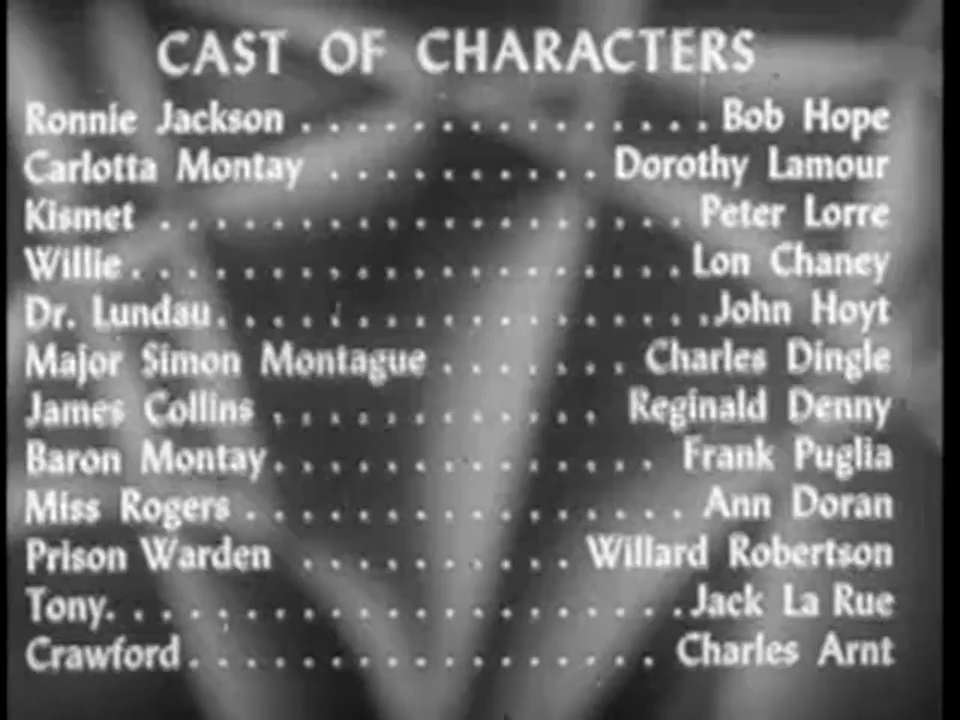 CAST OF CHARACTERS
Ronnie Jackson . . . . . . . . . . . . . . . . Bob Hope
Carlotta Montay . . . . . . . . . . Dorothy Lamour
Kismet . . . . . . . . . . . . . . . . . . . Peter Lorre
Willie . . . . . . . . . . . . . . . . . . . . Lon Chaney
Dr. Lundau . . . . . . . . . . . . . . . . . . John Hoyt
Major Simon Montague . . . . . . . Charles Dingle
James Collins . . . . . . . . . . . . Reginald Denny
Baron Montay . . . . . . . . . . . . . . Frank Puglia
Miss Rogers . . . . . . . . . . . . . . . . Ann Doran
Prison Warden . . . . . . . . . . Willard Robertson
Tony . . . . . . . . . . . . . . . . . . . . . Jack La Rue
Crawford . . . . . . . . . . . . . . . . . Charles Arnt